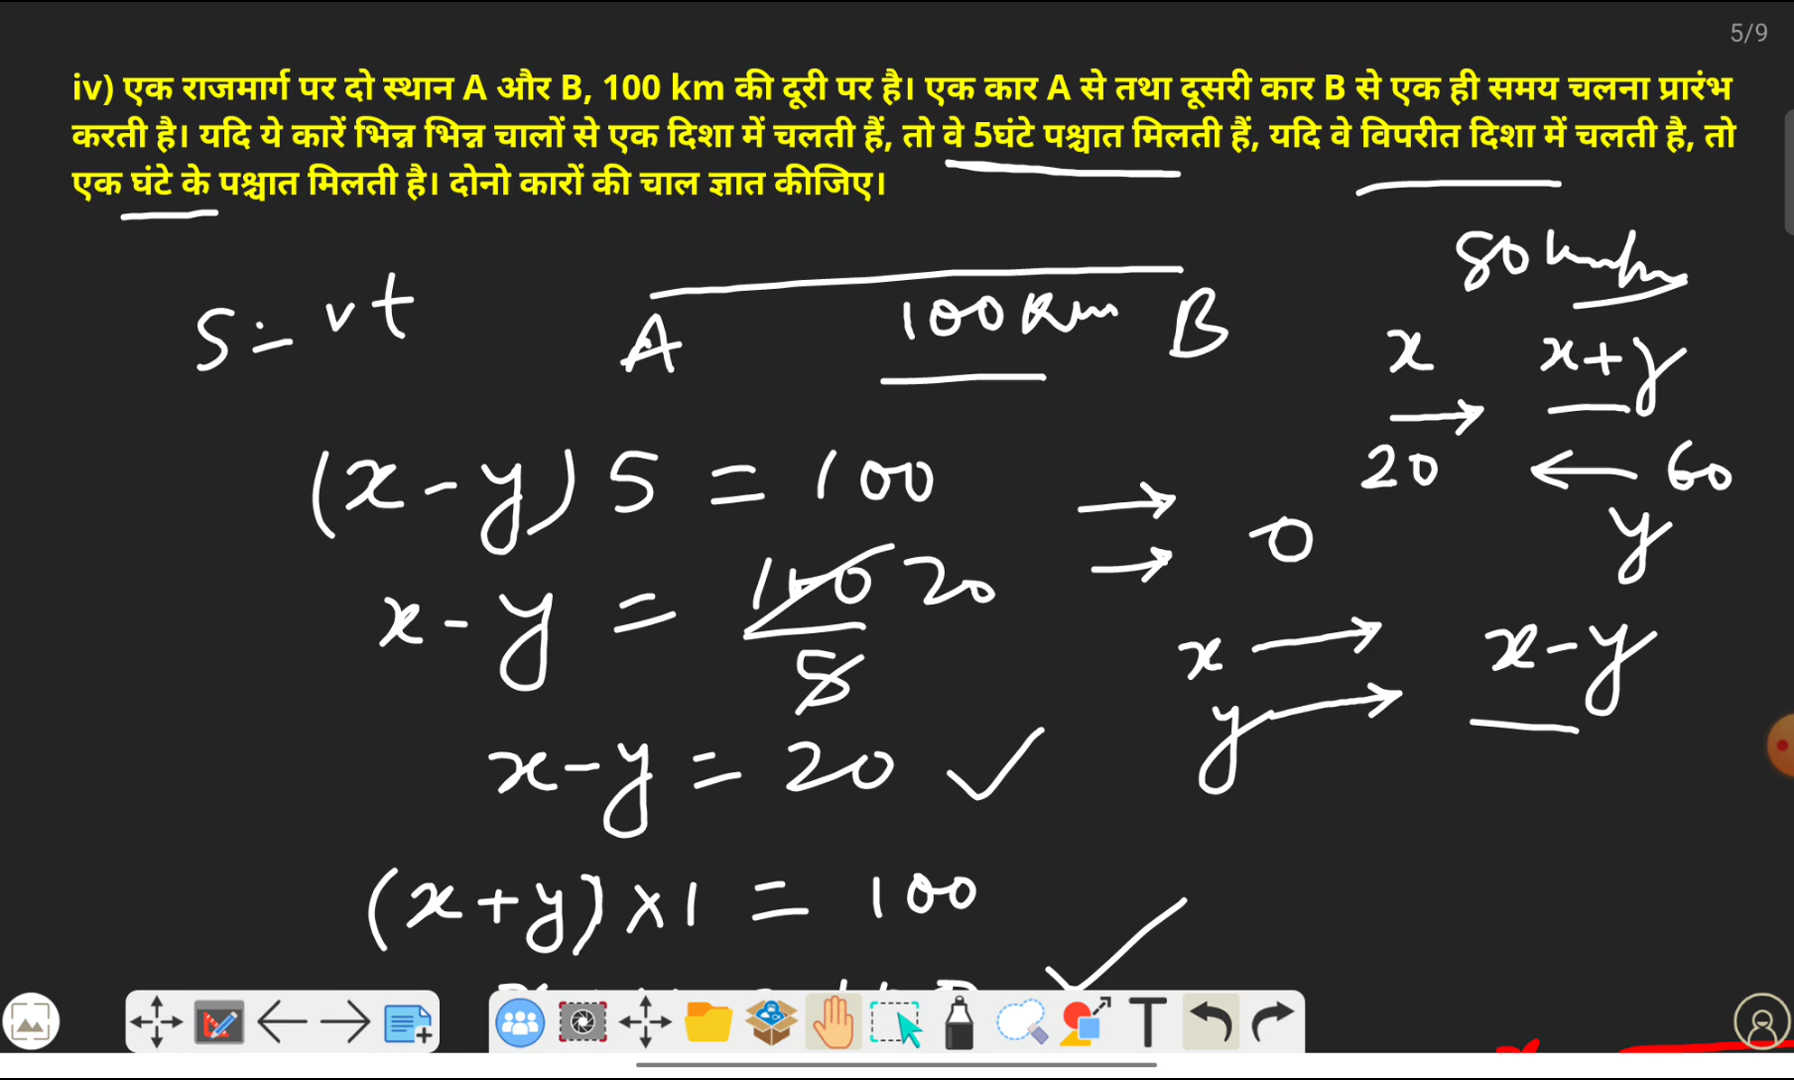 5/9
iv) एक राजमार्ग पर दो स्थान A और B, 100 km की दूरी पर है। एक कार A से तथा दूसरी कार B से एक ही समय चलना प्रारंभ
करती है। यदि ये कारें भिन्न भिन्न चालों से एक दिशा में चलती हैं, तो वे 5घंटे पश्चात मिलती हैं, यदि वे विपरीत दिशा में चलती है, तो
एक घंटे के पश्चात मिलती है। दोनो कारों की चाल ज्ञात कीजिए।
80 km/hr
S = vt
A 100 Km B
x x+y
→
20 ← 60
y
(x-y) 5 = 100
→ 0
→
x - y = 100/5 20
x → x-y
y →
x-y = 20 ✓
(x+y) x 1 = 100
✓
T